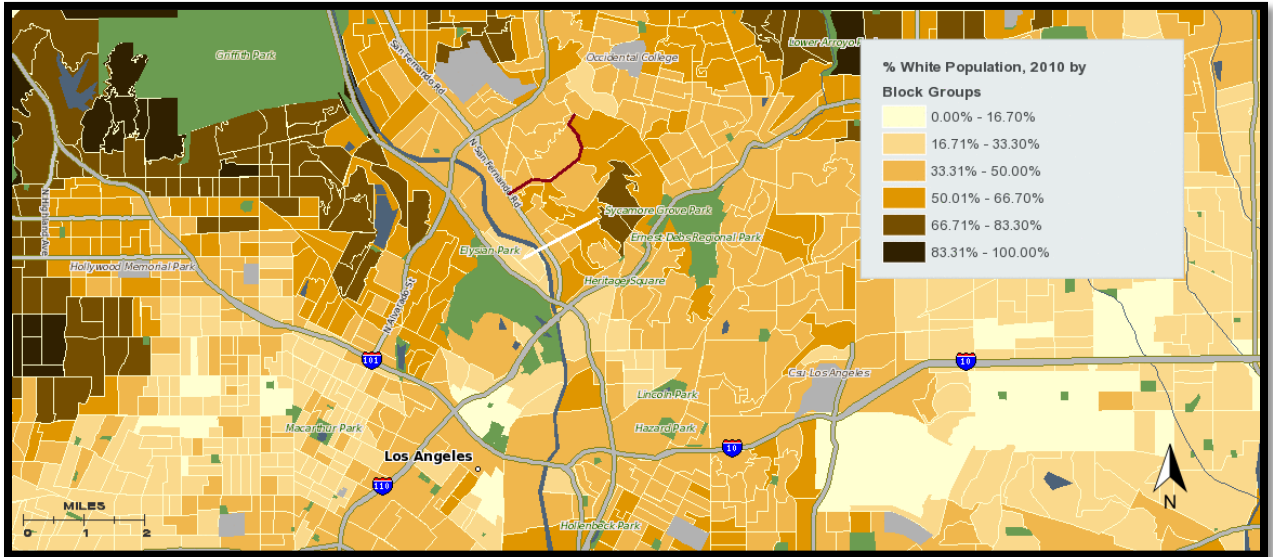 Griffith Park
San Fernando Rd
Occidental College
Lower Arroyo P
% White Population, 2010 by
Block Groups
0.00% - 16.70%
16.71% - 33.30%
33.31% - 50.00%
50.01% - 66.70%
66.71% - 83.30%
83.31% - 100.00%
N San Fernando Rd
N Highland Ave
Sycamore Grove Park
Elysian Park
Ernest Debs Regional Park
Hollywood Memorial Park
Heritage Square
N Alvarado St
101
10
Csu Los Angeles
Lincoln Park
Macarthur Park
Hazard Park
10
Los Angeles
110
MILES
0 1 2
Hollenbeck Park
N